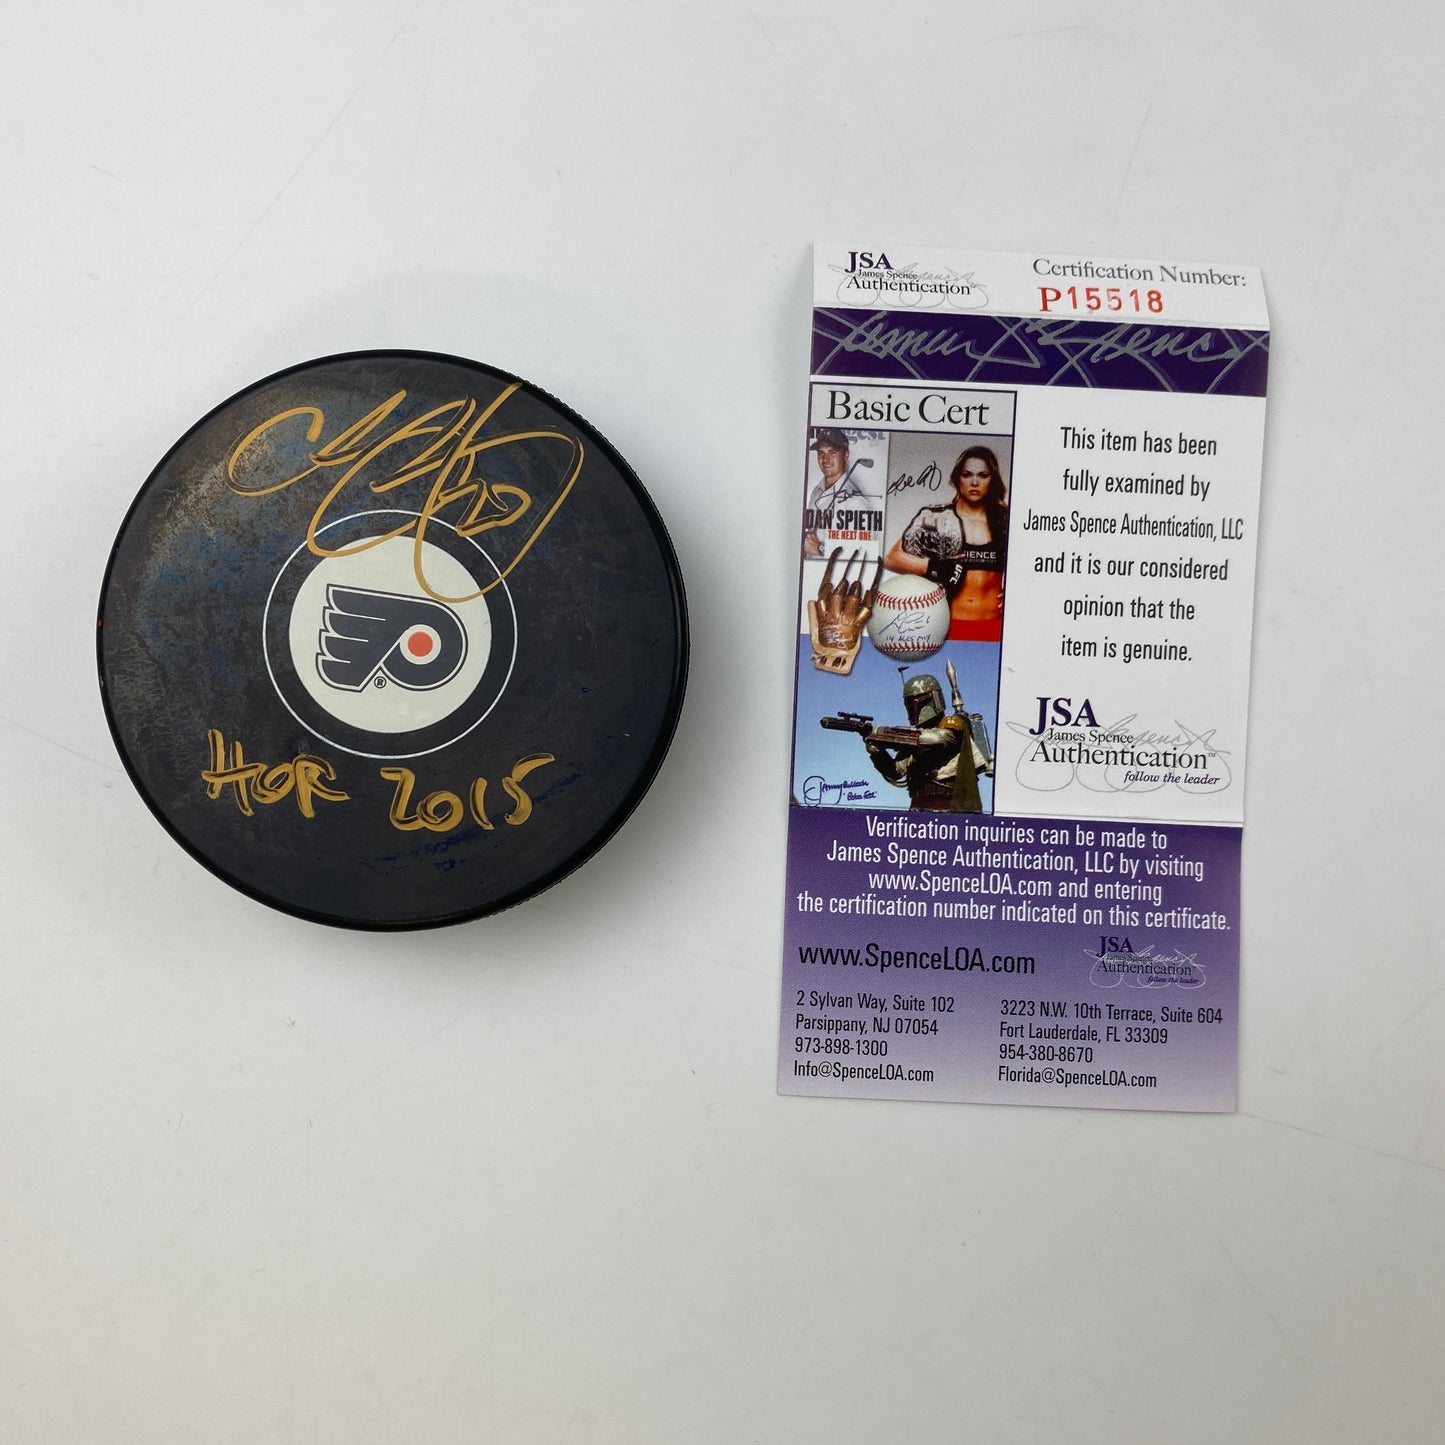 HOF 2015
®
JSA
James Spence
Authentication
Certification Number:
P15518
Basic Cert
DAN SPIETH
THE NEXT ONE
14 NLCS MVP
This item has been
fully examined by
James Spence Authentication, LLC
and it is our considered
opinion that the
item is genuine.
JSA
James Spence
Authentication™
follow the leader
Verification inquiries can be made to
James Spence Authentication, LLC by visiting
www.SpenceLOA.com and entering
the certification number indicated on this certificate.
www.SpenceLOA.com
JSA
James Spence
Authentication
follow the leader
2 Sylvan Way, Suite 102
Parsippany, NJ 07054
973-898-1300
Info@SpenceLOA.com
3223 N.W. 10th Terrace, Suite 604
Fort Lauderdale, FL 33309
954-380-8670
Florida@SpenceLOA.com